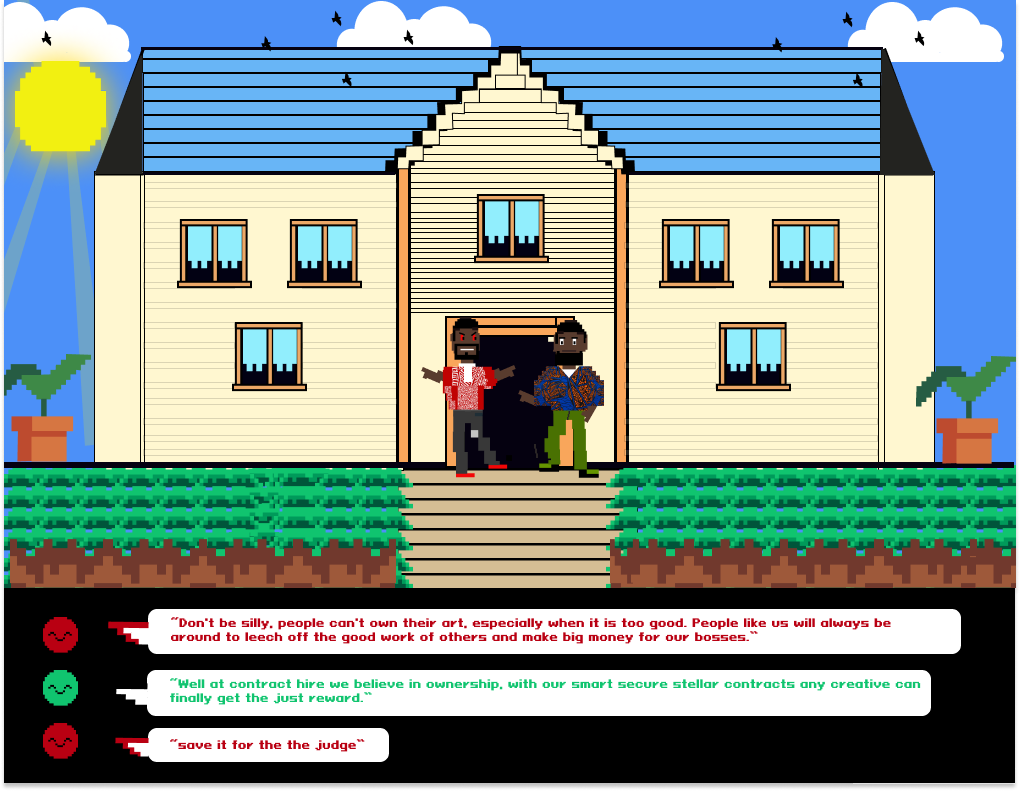 "Don't be silly, people can't own their art, especially when it is too good. People like us will always be
around to leech off the good work of others and make big money for our bosses."
"Well at contract hire we believe in ownership, with our smart secure stellar contracts any creative can
finally get the just reward."
"save it for the the judge"